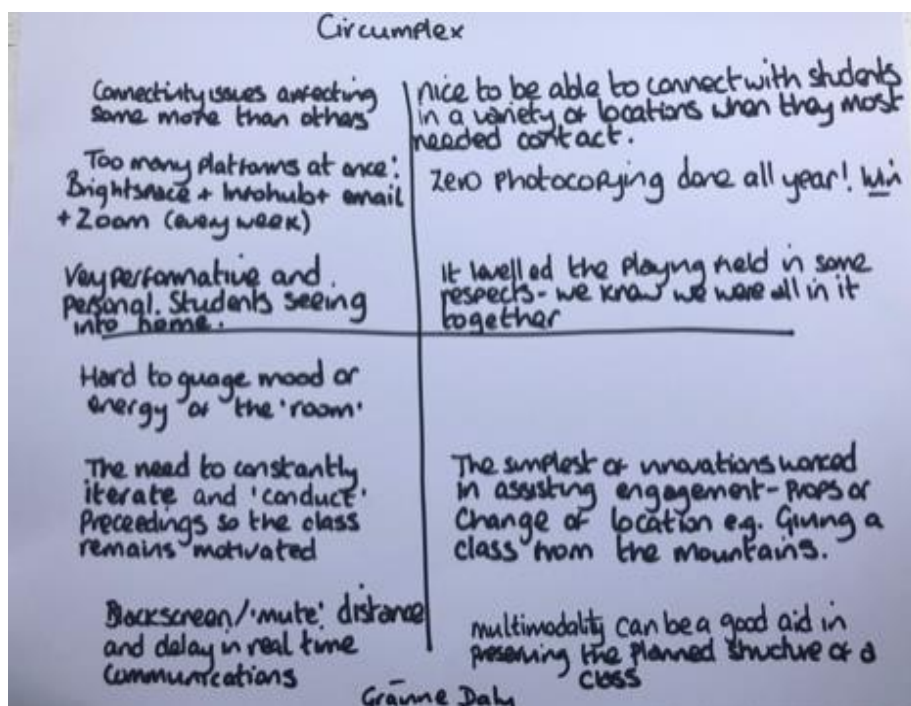 Circumplex
Connectivity issues affecting
some more than others
Too many platforms at once:
Brightspace + Infohub + email
+ Zoom (every week)
Very performative and
personal. Students seeing
into home.
nice to be able to connect with students
in a variety of locations when they most
needed contact.
Zero photocopying done all year! Win
It levelled the playing field in some
respects - we knew we were all in it
together
Hard to guage mood or
energy of the 'room'
The need to constantly
iterate and 'conduct'
preceedings so the class
remains motivated
Blackscreen/'mute': distance
and delay in real time
communications
The simplest of innovations worked
in assisting engagement - props or
change of location e.g. Giving a
class from the mountains.
multimodality can be a good aid in
preserving the planned structure of a
class
Gráinne Daly